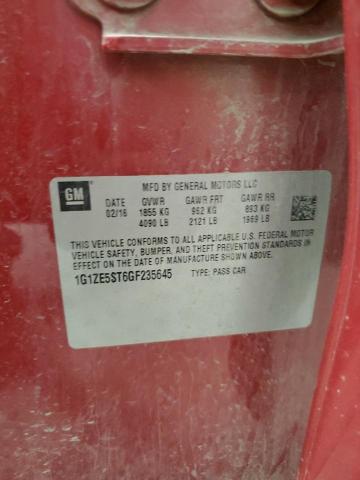 GM
MFD BY GENERAL MOTORS LLC
DATE GVWR GAWR FRT GAWR RR
02/16 1855 KG 962 KG 893 KG
4090 LB 2121 LB 1969 LB
THIS VEHICLE CONFORMS TO ALL APPLICABLE U.S. FEDERAL MOTOR
VEHICLE SAFETY, BUMPER, AND THEFT PREVENTION STANDARDS IN
EFFECT ON THE DATE OF MANUFACTURE SHOWN ABOVE.
1G1ZE5ST6GF235645 TYPE: PASS CAR